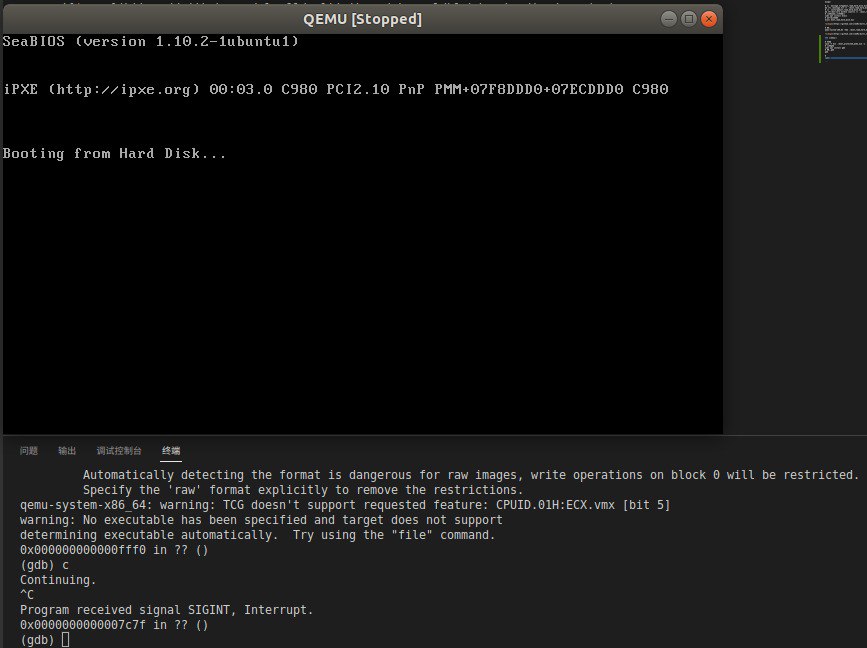 QEMU [Stopped]
SeaBIOS (version 1.10.2-1ubuntu1)
iPXE (http://ipxe.org) 00:03.0 C980 PCI2.10 PnP PMM+07F8DDD0+07ECDDD0 C980
Booting from Hard Disk...
问题 输出 调试控制台 终端
Automatically detecting the format is dangerous for raw images, write operations on block 0 will be restricted.
Specify the 'raw' format explicitly to remove the restrictions.
qemu-system-x86_64: warning: TCG doesn't support requested feature: CPUID.01H:ECX.vmx [bit 5]
warning: No executable has been specified and target does not support
determining executable automatically.  Try using the "file" command.
0x000000000000fff0 in ?? ()
(gdb) c
Continuing.
^C
Program received signal SIGINT, Interrupt.
0x0000000000007c7f in ?? ()
(gdb)